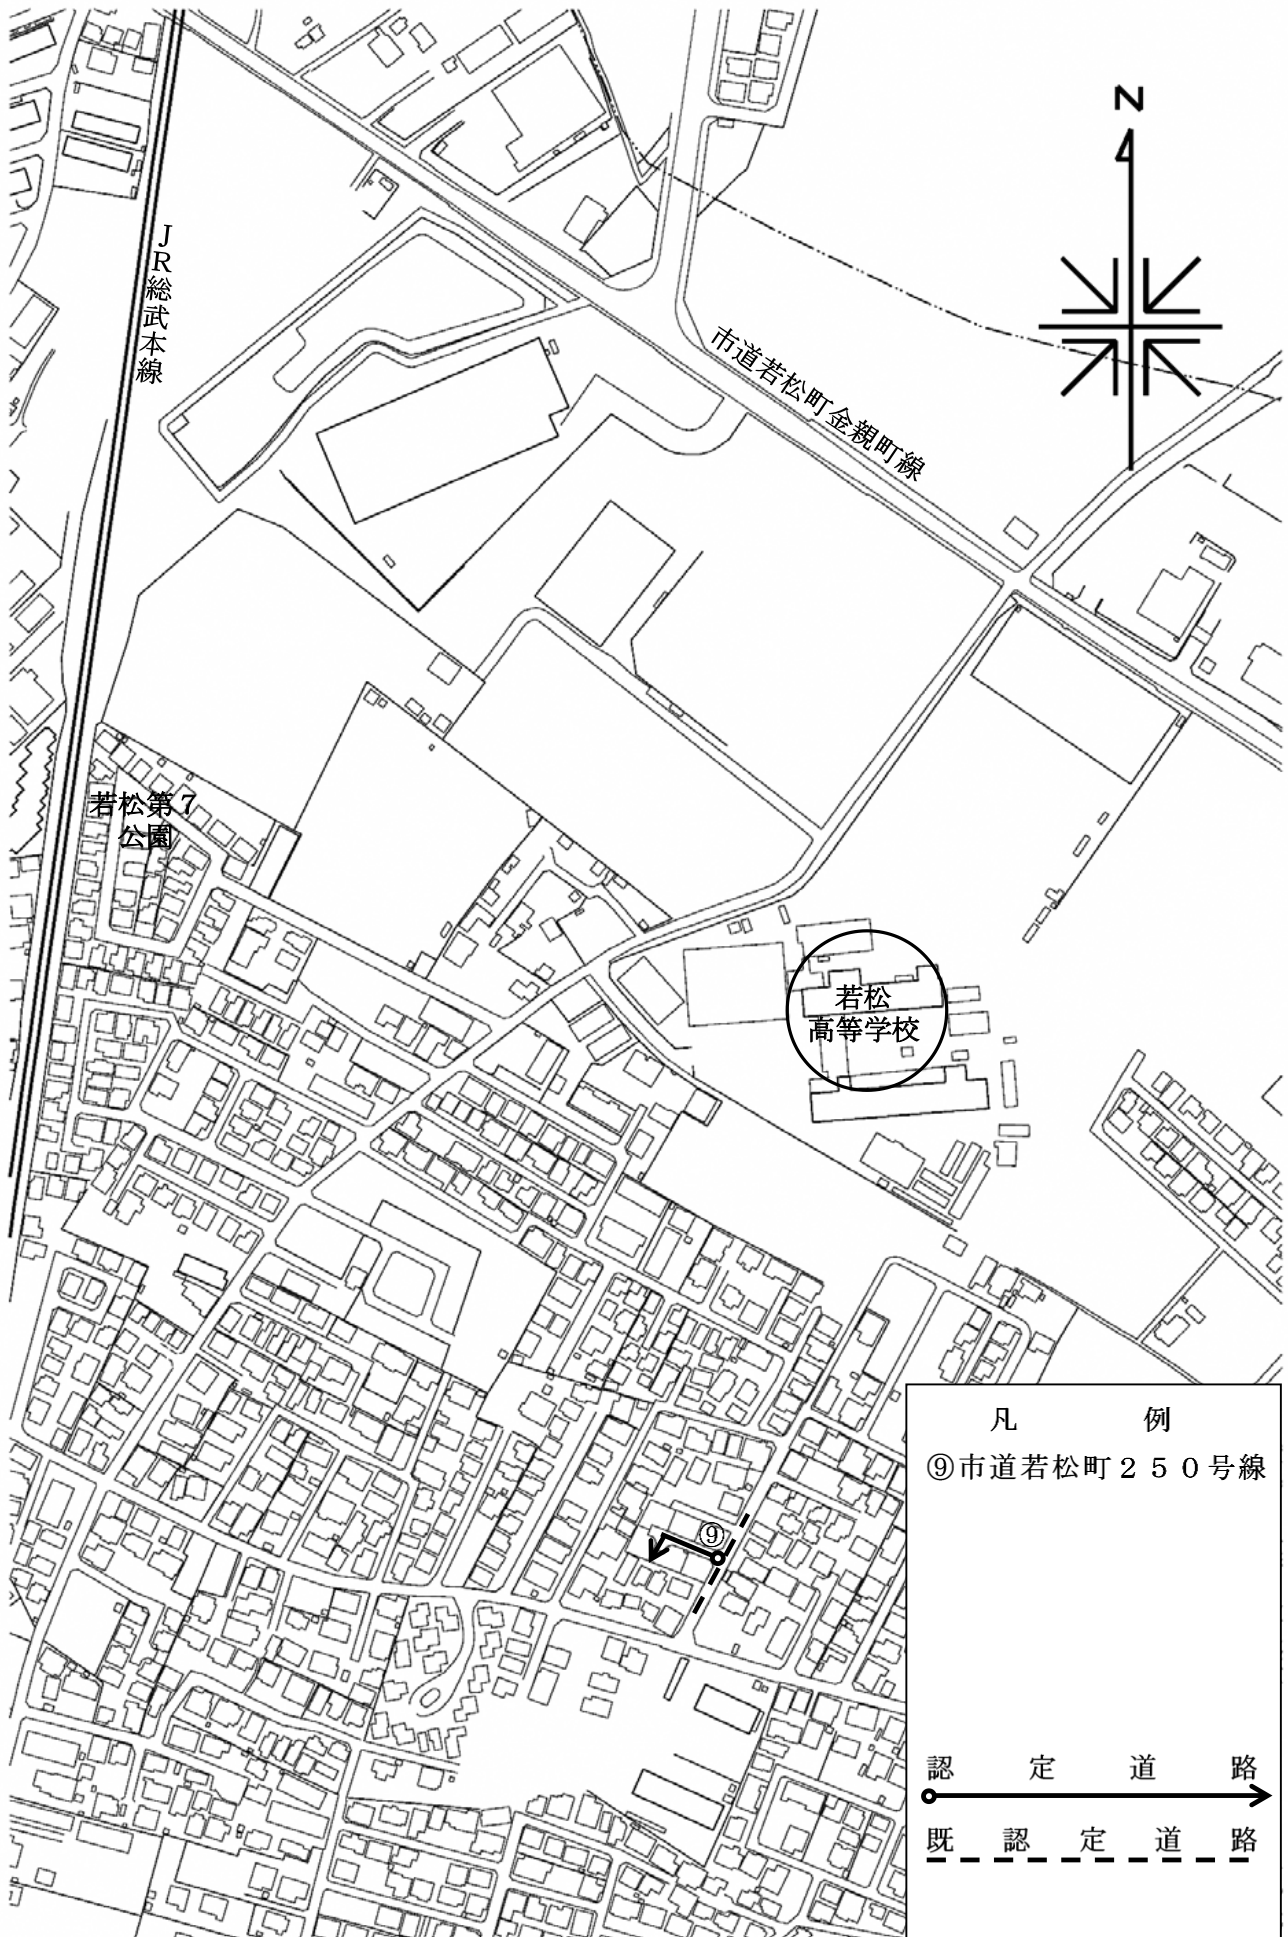 N
JR総武本線
市道若松町金親町線
若松第７
公園
若松
高等学校
⑨
凡例
⑨市道若松町２５０号線
認定道路
既認定道路